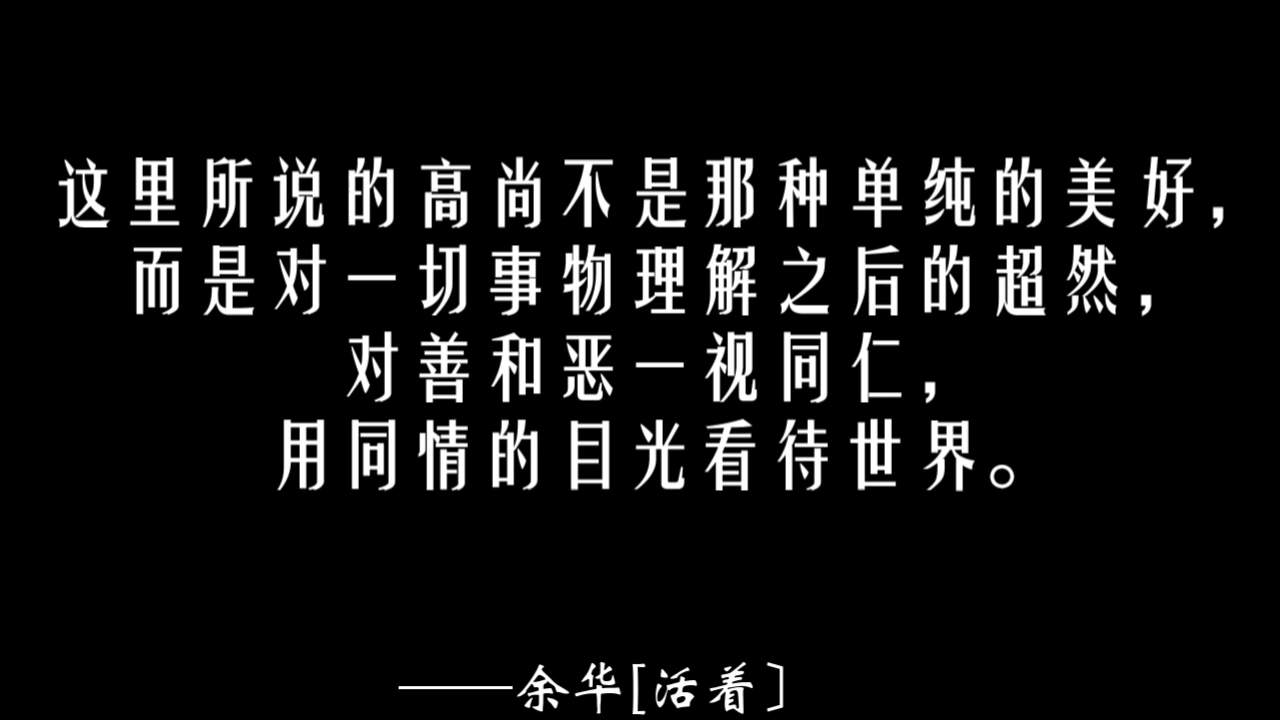 这里所说的高尚不是那种单纯的美好，
而是对一切事物理解之后的超然，
对善和恶一视同仁，
用同情的目光看待世界。
——余华[活着］